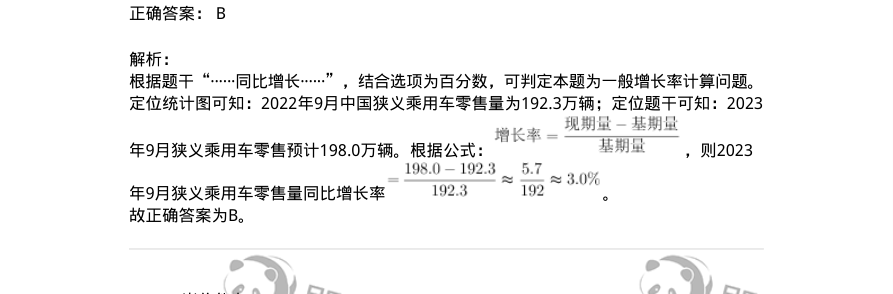 正确答案： B
解析：
根据题干“……同比增长……”，结合选项为百分数，可判定本题为一般增长率计算问题。
定位统计图可知：2022年9月中国狭义乘用车零售量为192.3万辆；定位题干可知：2023
年9月狭义乘用车零售预计198.0万辆。根据公式：增长率 = (现期量 − 基期量)/基期量，则2023
年9月狭义乘用车零售量同比增长率 = (198.0 − 192.3)/192.3 ≈ 5.7/192 ≈ 3.0%。
故正确答案为B。